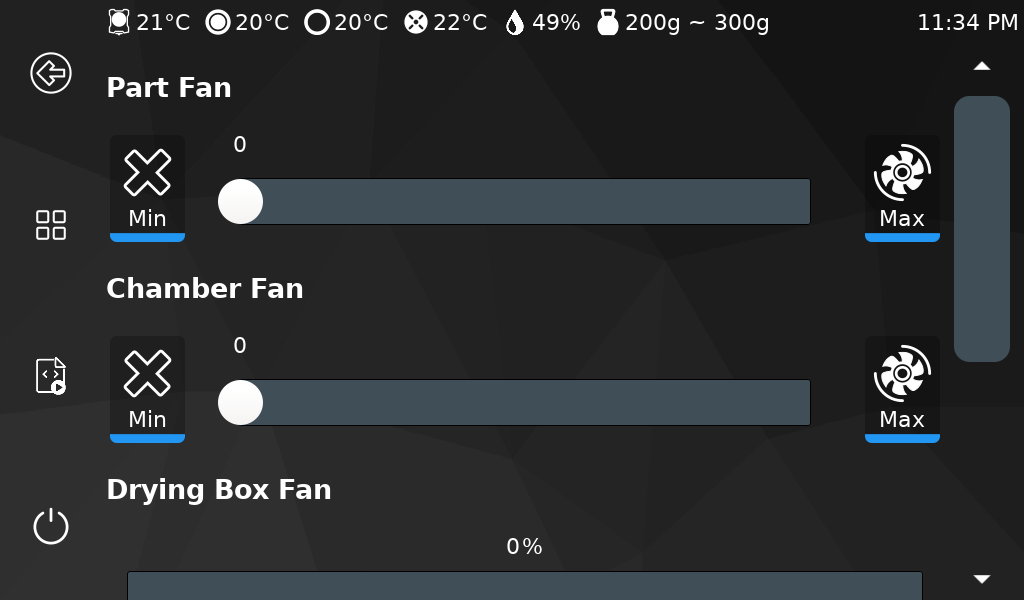 21°C 20°C 20°C 22°C 49% 200g ~ 300g 11:34 PM
Part Fan
0
Min Max
Chamber Fan
0
Min Max
Drying Box Fan
0%